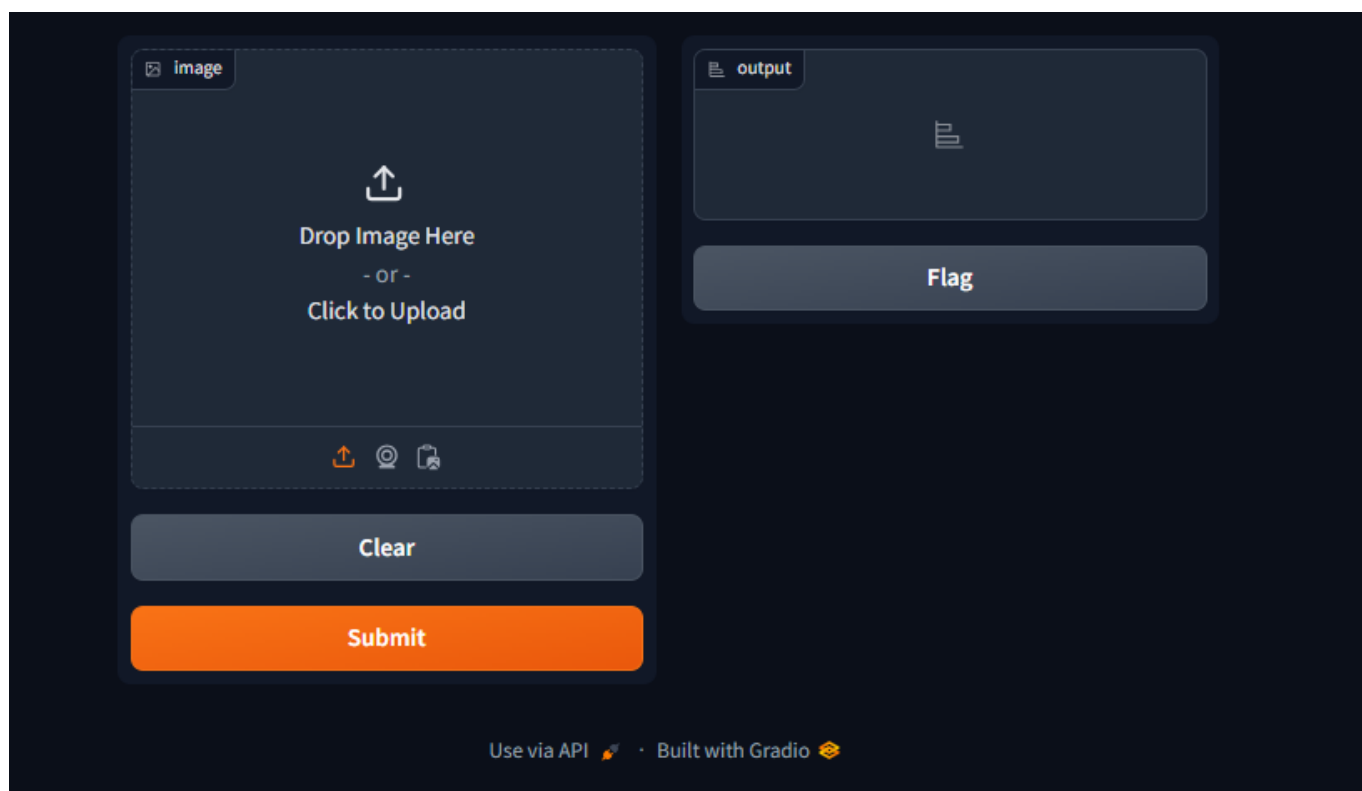 image
Drop Image Here
- or -
Click to Upload
Clear
Submit
output
Flag
Use via API · Built with Gradio